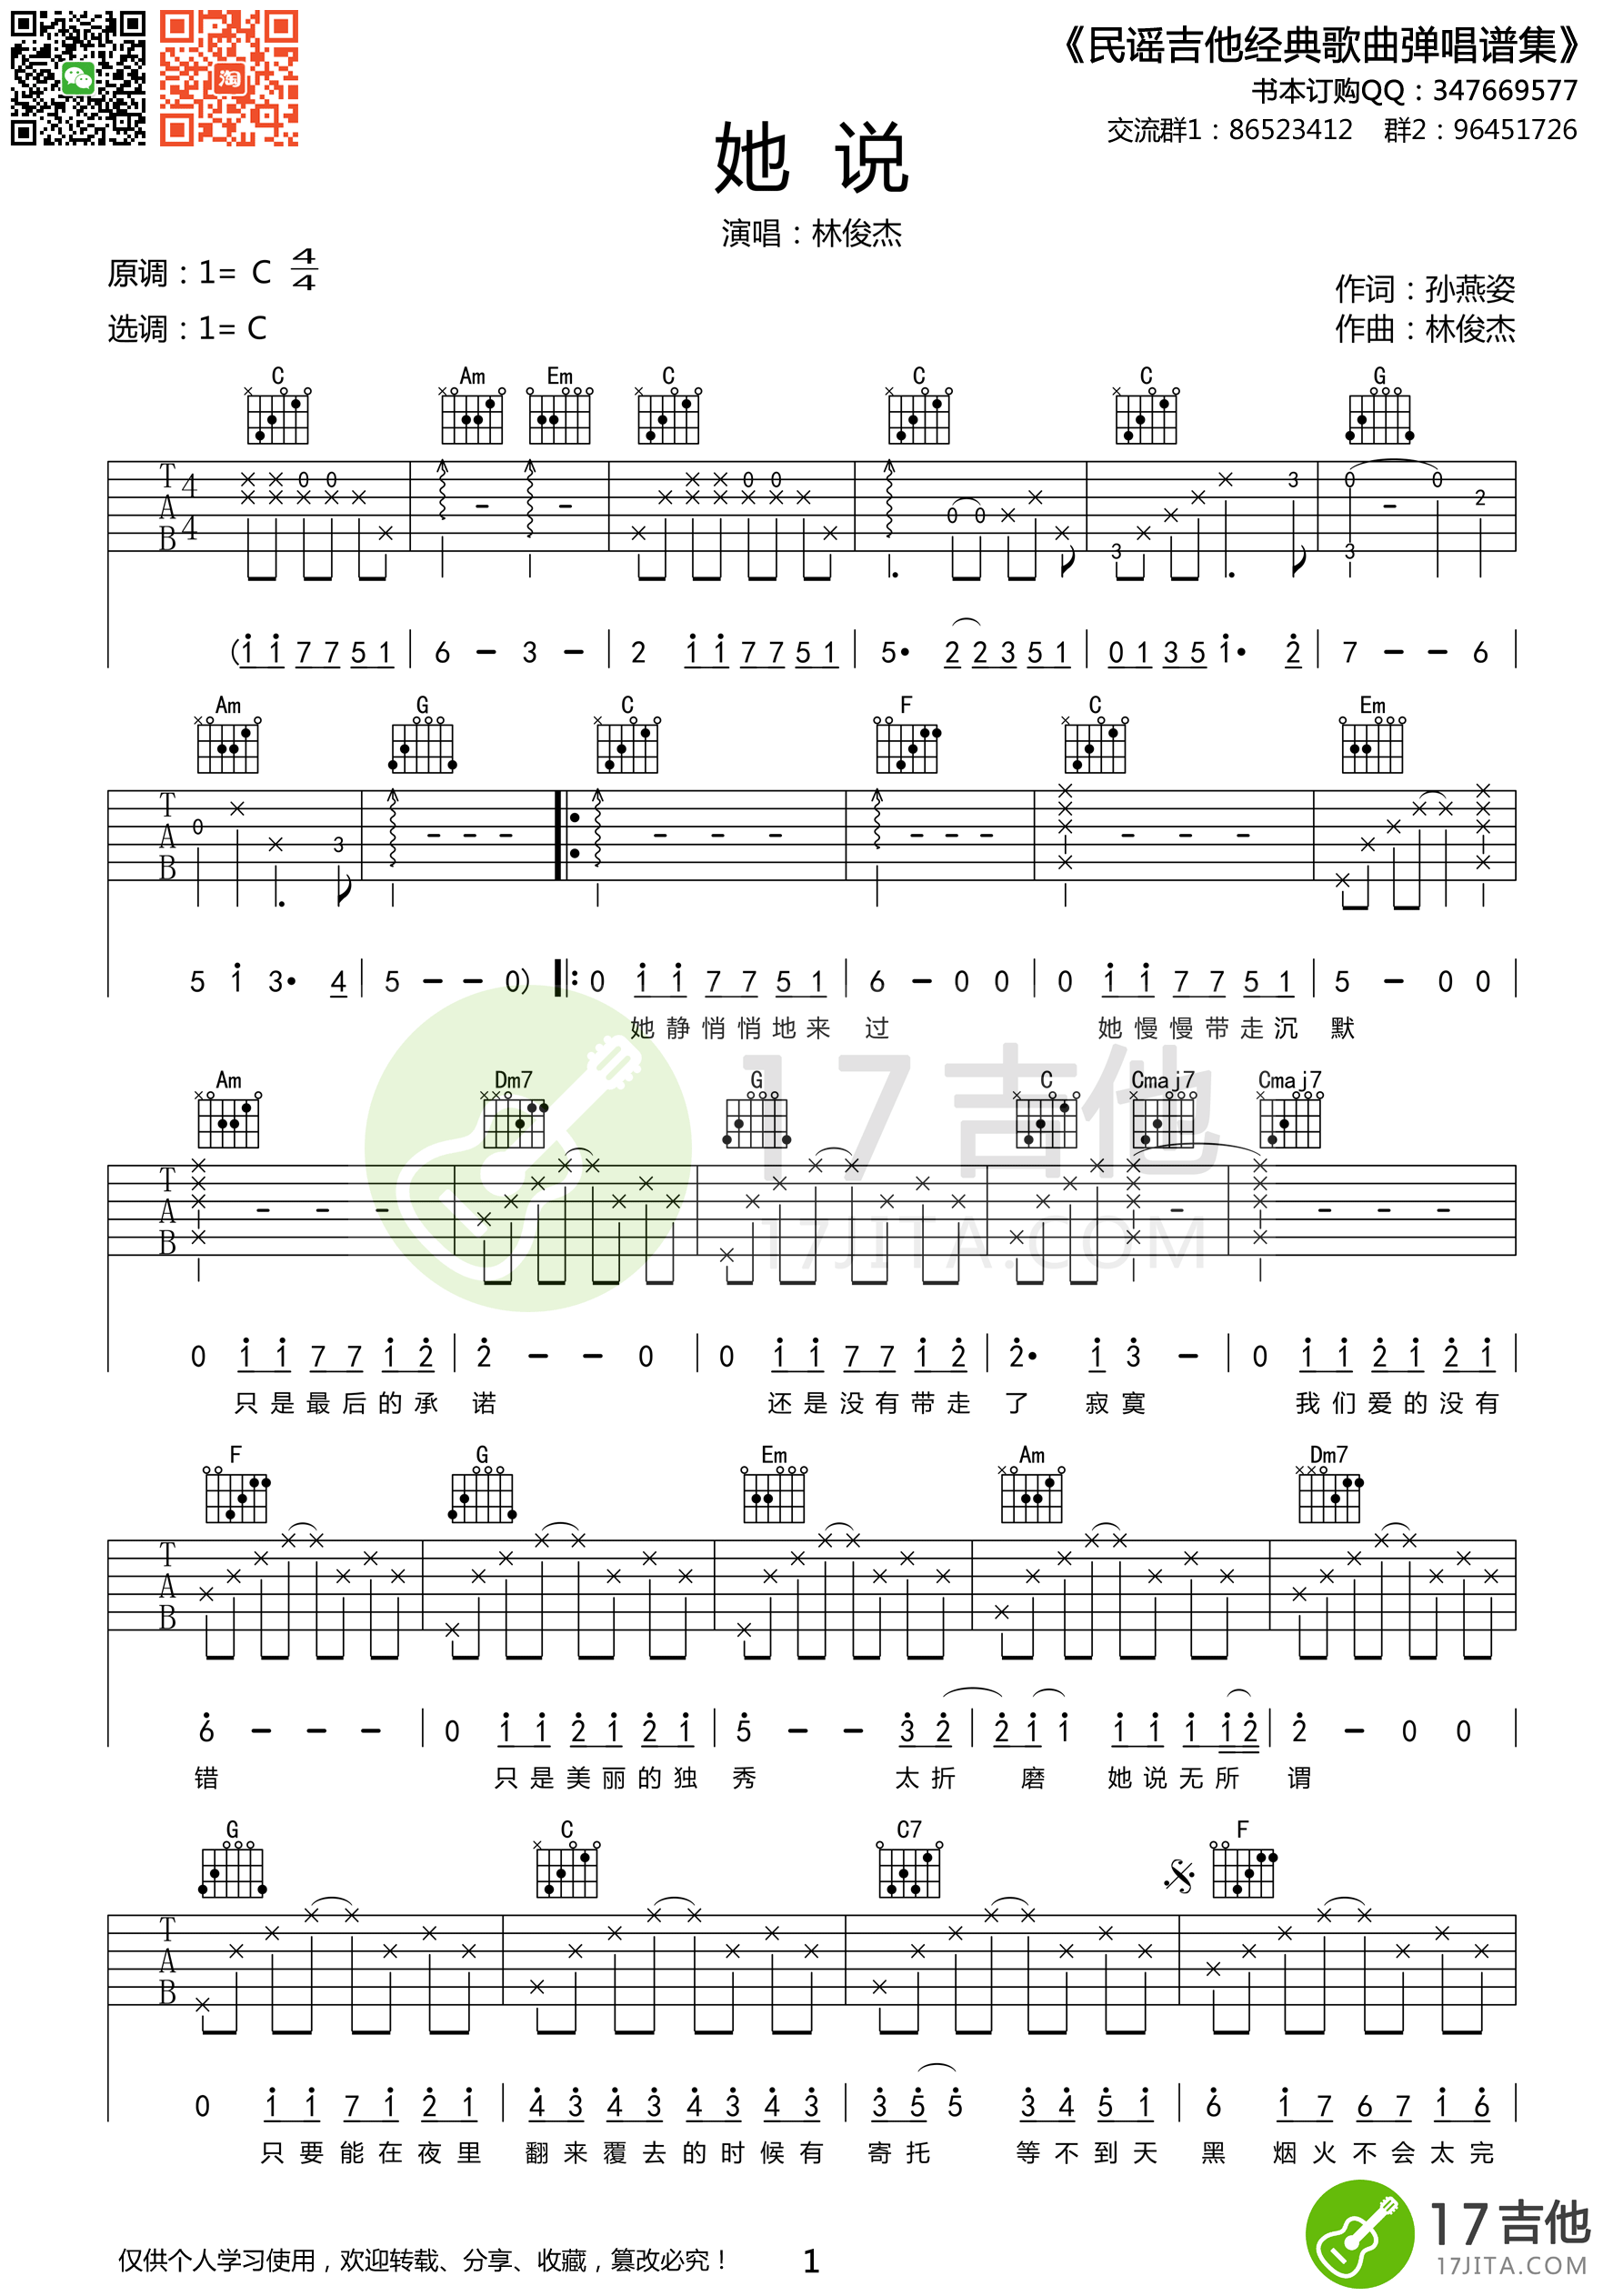 《民谣吉他经典歌曲弹唱谱集》
书本订购QQ：347669577
交流群1：86523412 群2：96451726
她 说
演唱：林俊杰
原调：1= C 4/4
选调：1= C
作词：孙燕姿
作曲：林俊杰
C Am Em C C C G
T A B 4 4
(1 1 7 7 5 1 | 6 - 3 - | 2 1 1 7 7 5 1 | 5• 2 2 3 5 1 | 0 1 3 5 1• 2 | 7 - - 6 |
Am G C F C Em
T A B
5 1 3• 4 | 5 - - 0) |: 0 1 1 7 7 5 1 | 6 - 0 0 | 0 1 1 7 7 5 1 | 5 - 0 0 |
她静悄悄地来 过 她慢慢带走沉 默
Am Dm7 G C Cmaj7 Cmaj7
T A B
0 1 1 7 7 1 2 | 2 - - 0 | 0 1 1 7 7 1 2 | 2• 1 3 - | 0 1 1 2 1 2 1 |
只是最后的承 诺 还是没有带走 了 寂寞 我们爱的没有
17吉他
17JITA.COM
F G Em Am Dm7
T A B
6 - - - | 0 1 1 2 1 2 1 | 5 - - 3 2 | 2 1 1 1 1 1 1 2 | 2 - 0 0 |
错 只是美丽的独 秀 太折 磨 她说无所 谓
G C C7 F
T A B
0 1 1 7 1 2 1 | 4 3 4 3 4 3 4 3 | 3 5 5 3 4 5 1 | 6 1 7 6 7 1 6 |
只要能在夜里 翻来覆去的时候有 寄托 等不到天 黑 烟火不会太完
仅供个人学习使用，欢迎转载、分享、收藏，篡改必究！ 1
17吉他
17JITA.COM